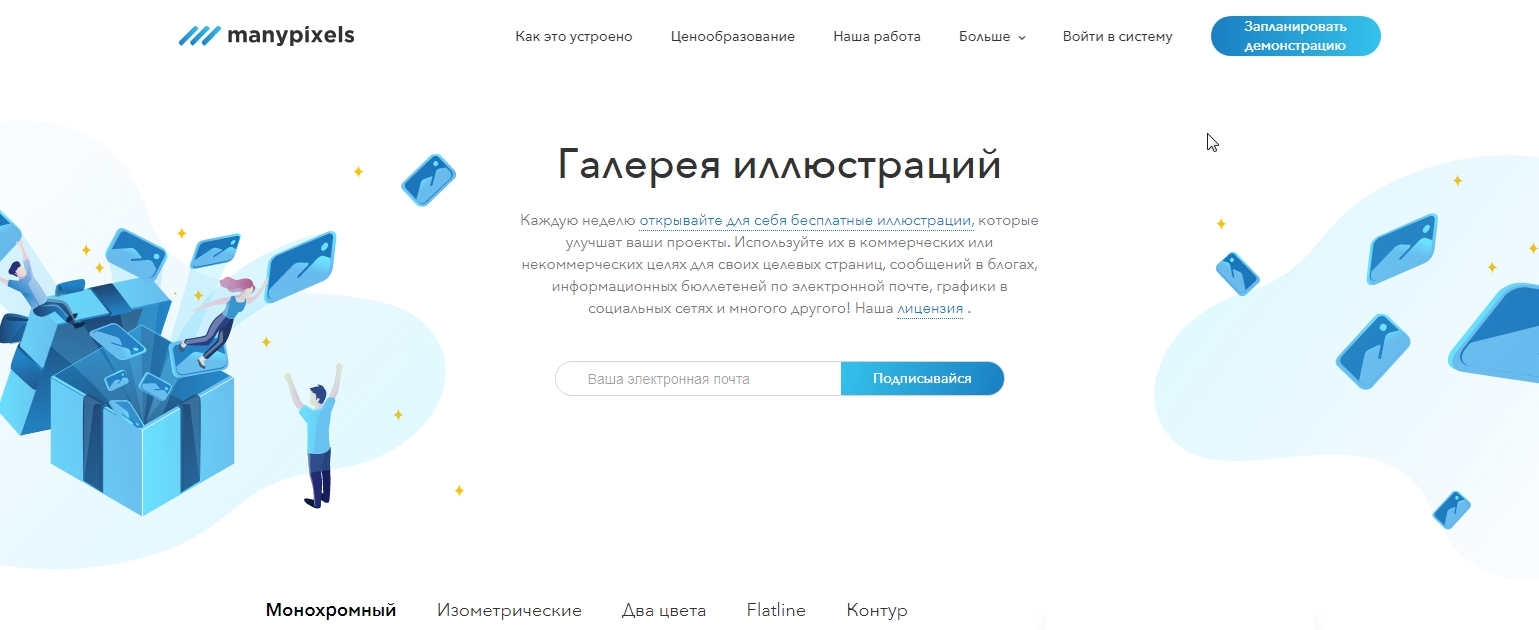 manypixels
Как это устроено
Ценообразование
Наша работа
Больше
Войти в систему
Запланировать
демонстрацию
Галерея иллюстраций
Каждую неделю открывайте для себя бесплатные иллюстрации, которые
улучшат ваши проекты. Используйте их в коммерческих или
некоммерческих целях для своих целевых страниц, сообщений в блогах,
информационных бюллетеней по электронной почте, графики в
социальных сетях и многого другого! Наша лицензия .
Ваша электронная почта
Подписывайся
Монохромный
Изометрические
Два цвета
Flatline
Контур